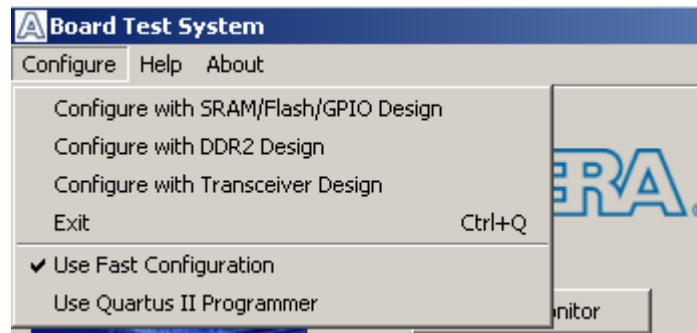 Board Test System
Configure Help About
Configure with SRAM/Flash/GPIO Design
Configure with DDR2 Design
Configure with Transceiver Design
Exit Ctrl+Q
Use Fast Configuration
Use Quartus II Programmer